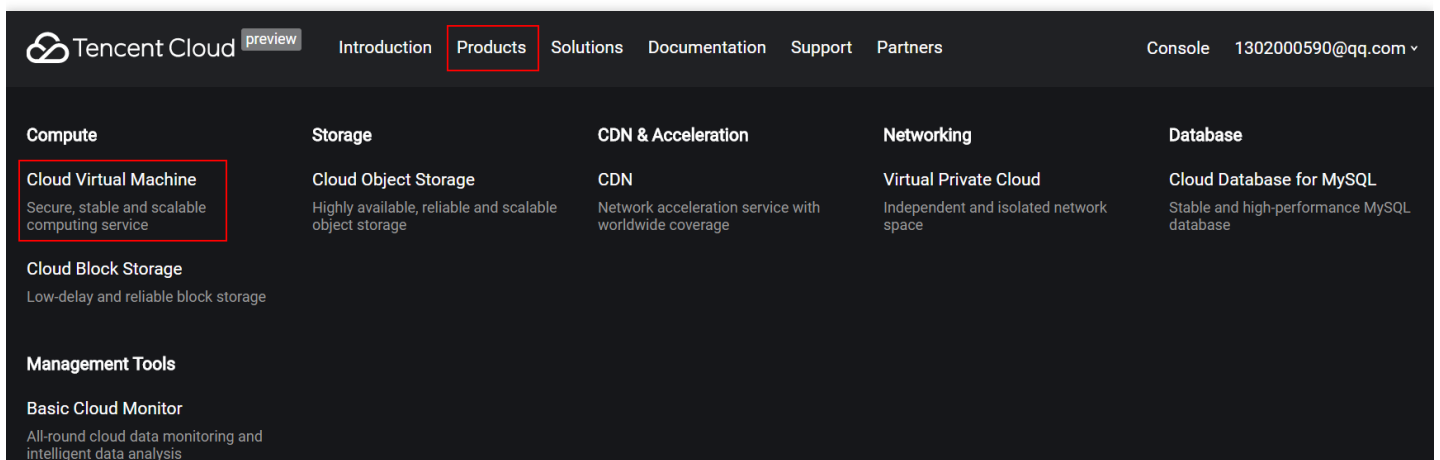 Tencent Cloud preview Introduction Products Solutions Documentation Support Partners Console 1302000590@qq.com
Compute
Cloud Virtual Machine
Secure, stable and scalable
computing service
Cloud Block Storage
Low-delay and reliable block storage
Storage
Cloud Object Storage
Highly available, reliable and scalable
object storage
CDN & Acceleration
CDN
Network acceleration service with
worldwide coverage
Networking
Virtual Private Cloud
Independent and isolated network
space
Database
Cloud Database for MySQL
Stable and high-performance MySQL
database
Management Tools
Basic Cloud Monitor
All-round cloud data monitoring and
intelligent data analysis